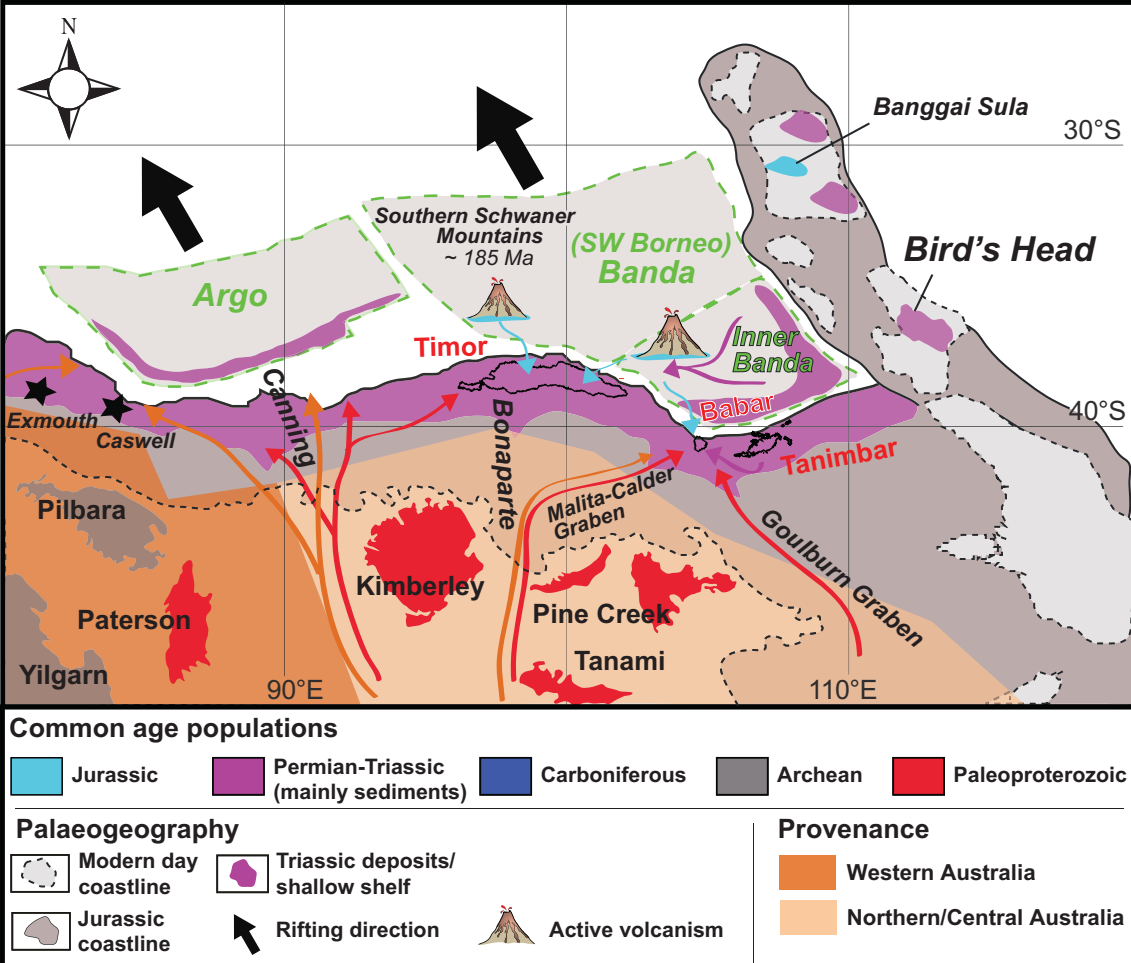 N
Banggai Sula
30°S
Southern Schwaner
Mountains
~ 185 Ma
(SW Borneo)
Banda
Bird's Head
Argo
Timor
Inner
Banda
Canning
Babar
40°S
Exmouth
Caswell
Bonaparte
Tanimbar
Malita-Calder
Graben
Pilbara
Goulburn Graben
Kimberley
Paterson
Pine Creek
Tanami
Yilgarn
90°E
110°E
Common age populations
Jurassic
Permian-Triassic
(mainly sediments)
Carboniferous
Archean
Paleoproterozoic
Palaeogeography
Modern day
coastline
Triassic deposits/
shallow shelf
Jurassic
coastline
Rifting direction
Active volcanism
Provenance
Western Australia
Northern/Central Australia